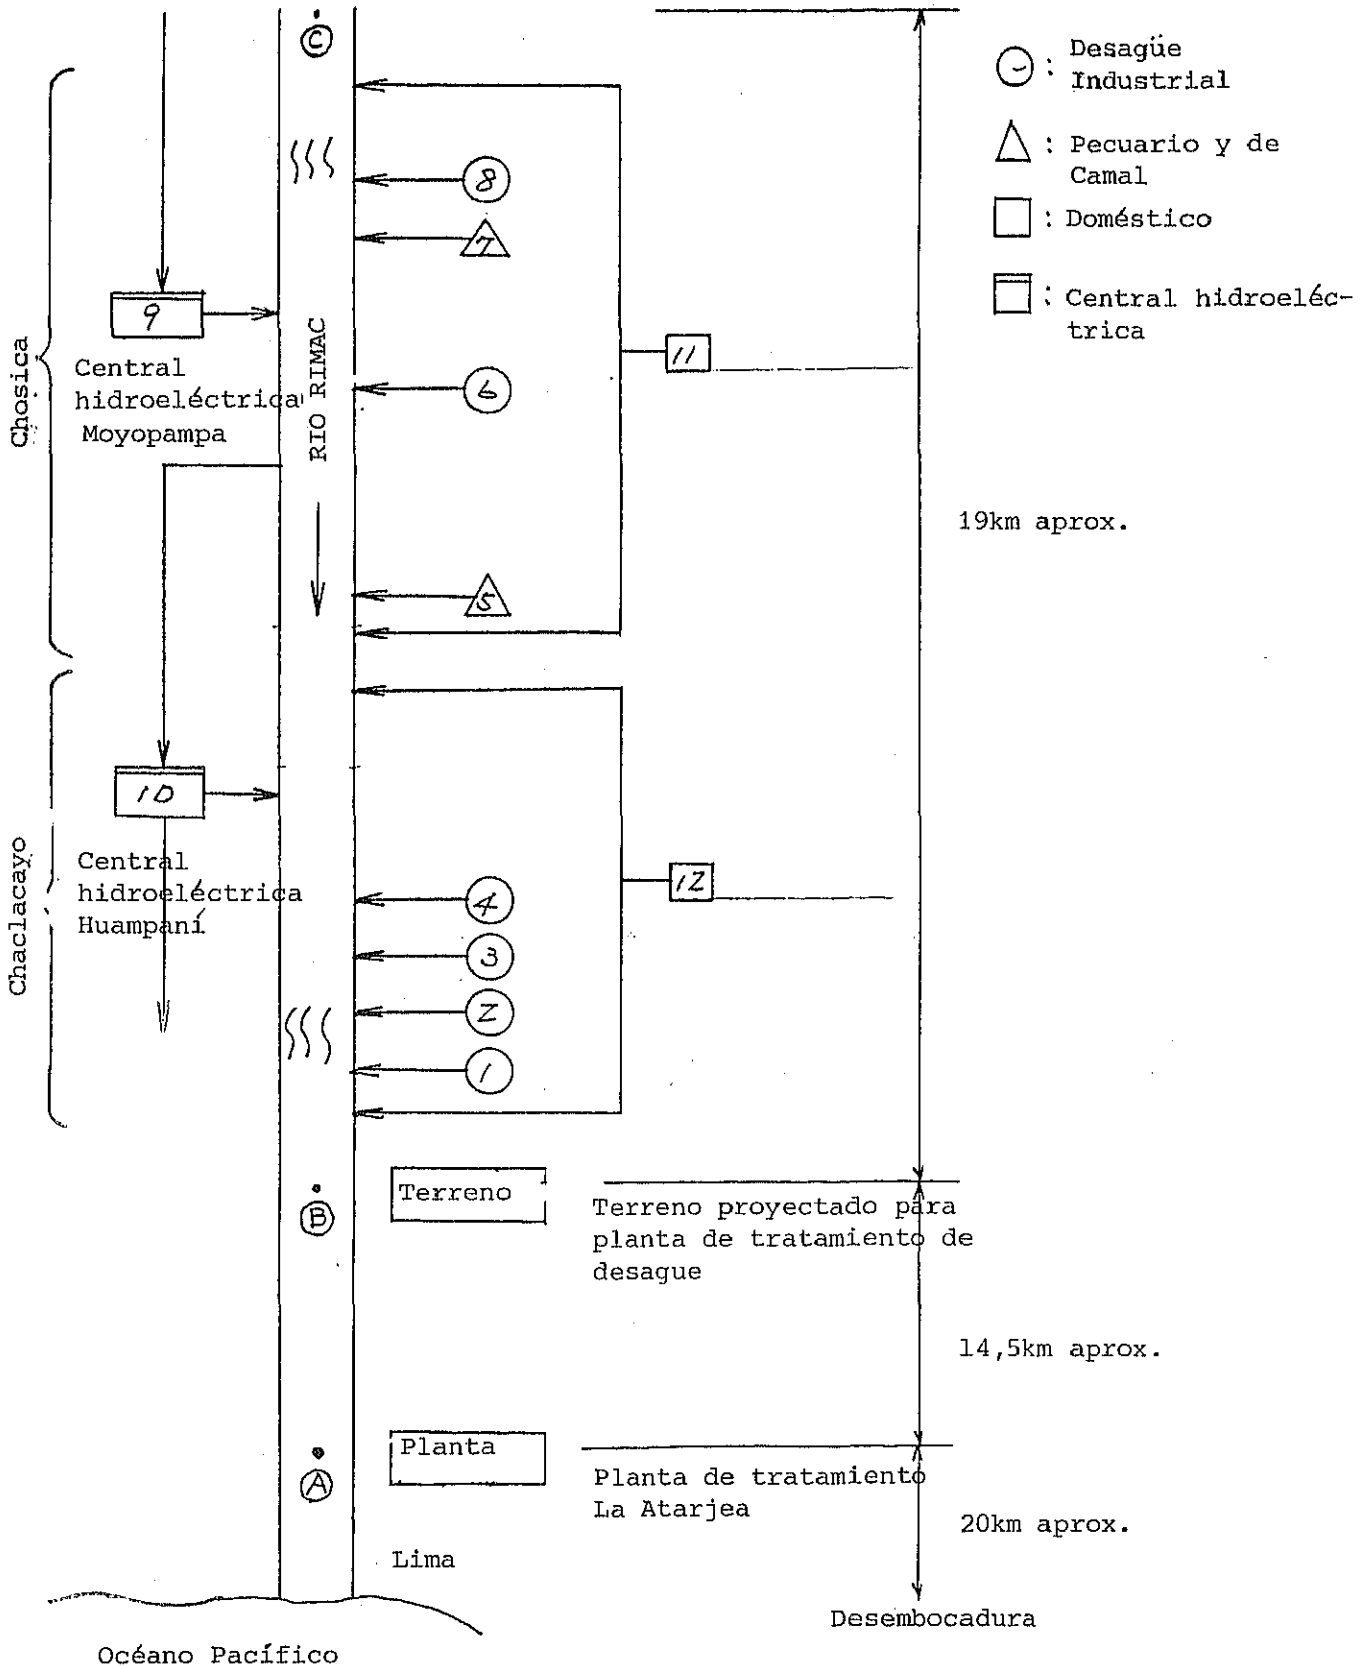 C
: Desagüe
Industrial
: Pecuario y de
Camal
: Doméstico
: Central hidroeléc-
trica
8
7
9
Central
hidroeléctrica
Moyopampa
Chosica
RIO RIMAC
11
6
19km aprox.
5
10
Central
hidroeléctrica
Huampaní
Chaclacayo
12
4
3
2
1
B
Terreno
Terreno proyectado para
planta de tratamiento de
desague
14,5km aprox.
A
Planta
Planta de tratamiento
La Atarjea
20km aprox.
Lima
Desembocadura
Océano Pacífico